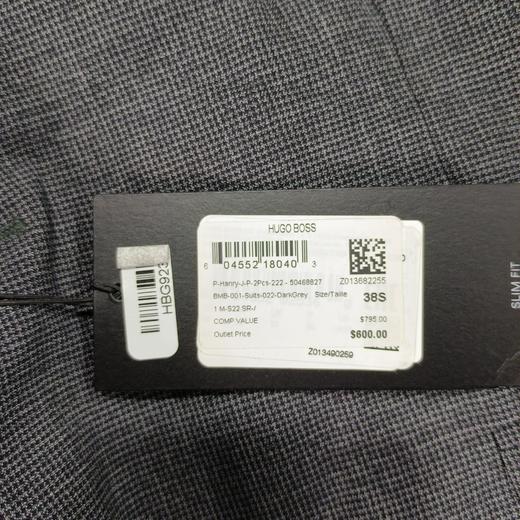 HUGO BOSS
6 04552 18040 3
P-Hanry-J-P-2Pcs-222 - 50468827 Z013682255
BMB-001-Suits-022-DarkGrey Size/Taille 38S
1 M-S22 SR-/
COMP.VALUE $795.00
Outlet Price $600.00
Z013490259
HBG923
SLIM FIT